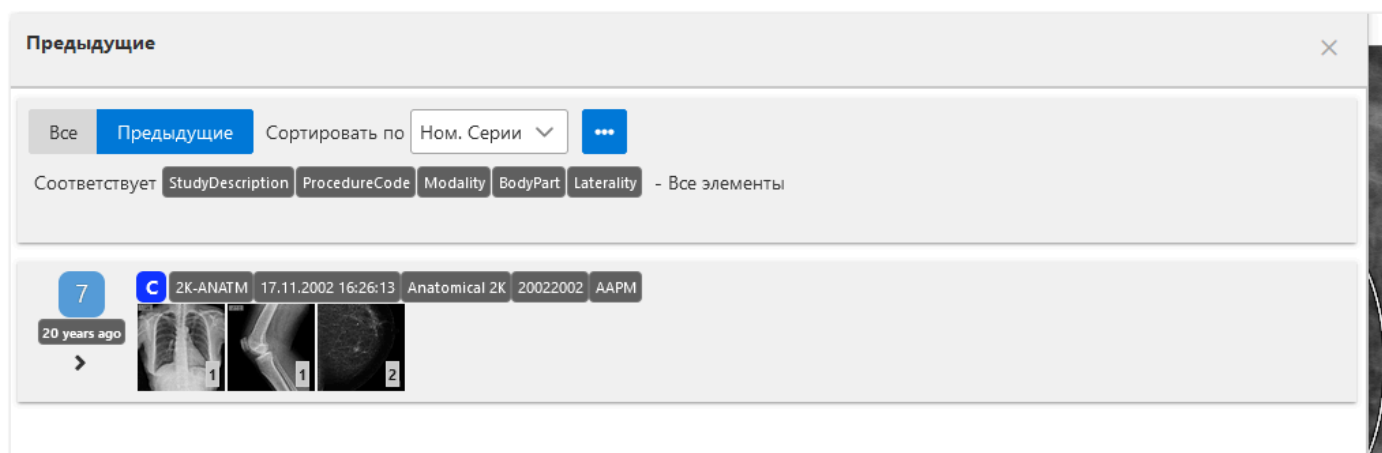 Предыдущие
Все Предыдущие Сортировать по Ном. Серии
Соответствует StudyDescription ProcedureCode Modality BodyPart Laterality - Все элементы
7 C 2K-ANATM 17.11.2002 16:26:13 Anatomical 2K 20022002 AAPM
20 years ago
1 1 2